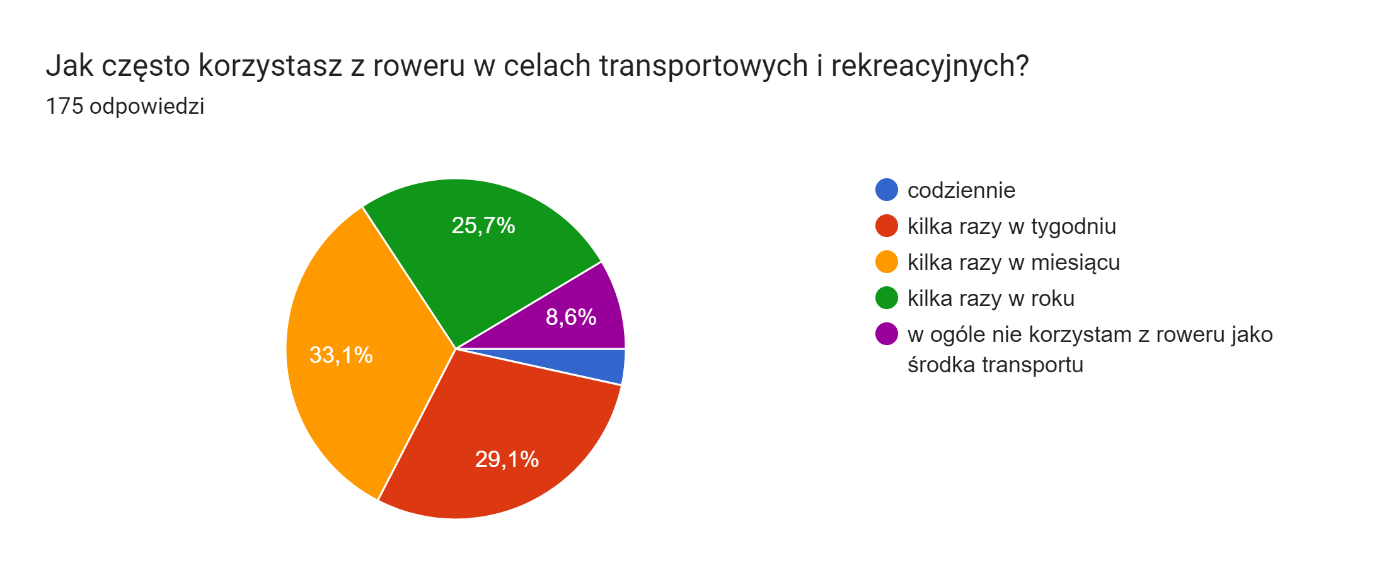 Jak często korzystasz z roweru w celach transportowych i rekreacyjnych?
175 odpowiedzi
25,7%
8,6%
33,1%
29,1%
codziennie
kilka razy w tygodniu
kilka razy w miesiącu
kilka razy w roku
w ogóle nie korzystam z roweru jako
środka transportu